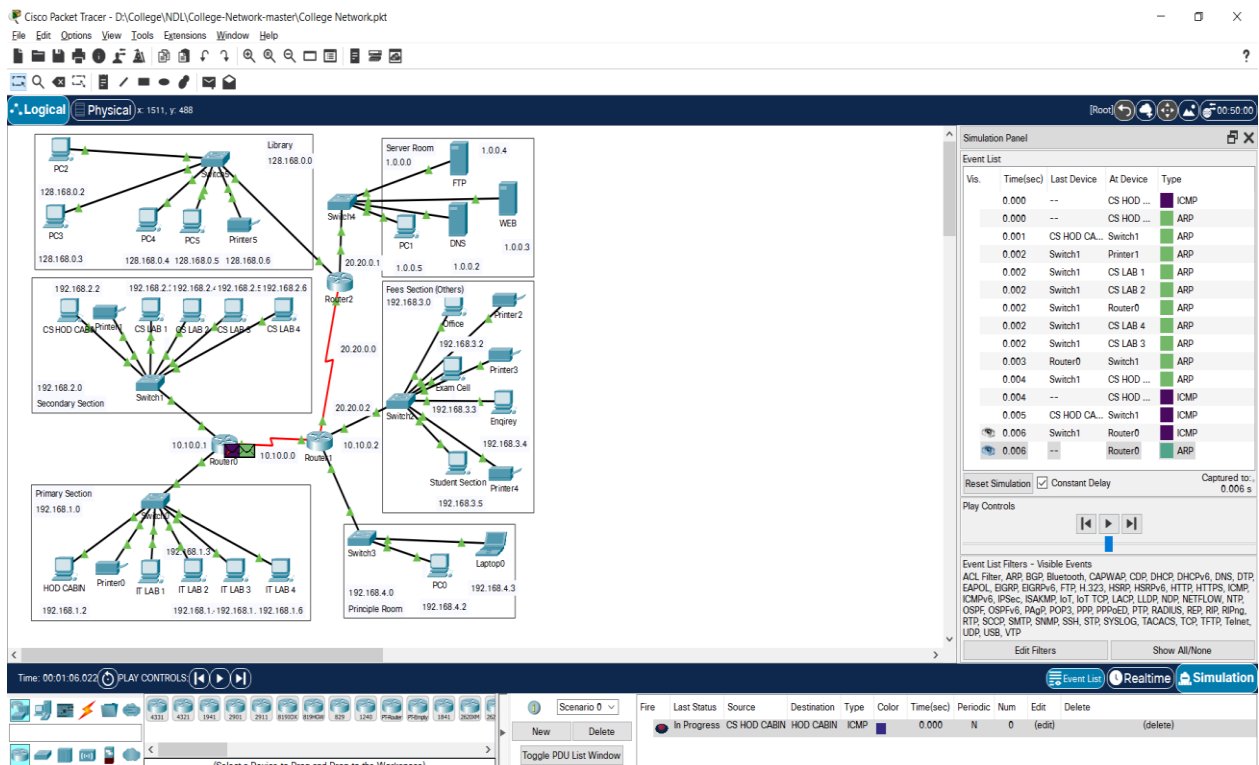 Cisco Packet Tracer - D:\College\NDL\College-Network-master\College Network.pkt
File Edit Options View Tools Extensions Window Help
?
Logical Physical x: 1511, y: 488 [Root] 00:50:00
Library
128.168.0.0
PC2
Switch5
128.168.0.2
PC3
PC4
PC5
Printer5
128.168.0.3
128.168.0.4 128.168.0.5 128.168.0.6
Server Room
1.0.0.0
1.0.0.4
FTP
Switch4
WEB
PC1
DNS
1.0.0.3
1.0.0.5
1.0.0.2
20.20.0.1
Router2
192.168.2.2
192.168.2.4 192.168.2.5 192.168.2.6
CS LAB 1
CS LAB 2
CS LAB 4
192.168.2.0
Switch1
Secondary Section
Fees Section (Others)
192.168.3.0
Office
Printer2
192.168.3.2
Printer3
Exam Cell
192.168.3.3
Enqirey
Switch2
192.168.3.4
Student Section
Printer4
192.168.3.5
20.20.0.0
20.20.0.2
10.10.0.1
10.10.0.2
10.10.0.0
Router0
Router1
Primary Section
192.168.1.0
192.168.1.3
HOD CABIN
Printer0
IT LAB 1
IT LAB 2
IT LAB 3
IT LAB 4
192.168.1.2
192.168.1.6
Switch3
Laptop0
PC0
192.168.4.3
192.168.4.0
192.168.4.2
Principle Room
Simulation Panel
Event List
Vis. Time(sec) Last Device At Device Type
0.000 -- CS HOD ... ICMP
0.000 -- CS HOD ... ARP
0.001 CS HOD CA... Switch1 ARP
0.002 Switch1 Printer1 ARP
0.002 Switch1 CS LAB 1 ARP
0.002 Switch1 CS LAB 2 ARP
0.002 Switch1 Router0 ARP
0.002 Switch1 CS LAB 4 ARP
0.002 Switch1 CS LAB 3 ARP
0.003 Router0 Switch1 ARP
0.004 Switch1 CS HOD ... ARP
0.004 -- CS HOD ... ICMP
0.005 CS HOD CA... Switch1 ICMP
0.006 Switch1 Router0 ICMP
0.006 -- Router0 ARP
Reset Simulation Constant Delay Captured to:
0.006 s
Play Controls
Event List Filters - Visible Events
ACL Filter, ARP, BGP, Bluetooth, CAPWAP, CDP, DHCP, DHCPv6, DNS, DTP,
EAPOL, EIGRP, EIGRPv6, FTP, H.323, HSRP, HSRPv6, HTTP, HTTPS, ICMP,
ICMPv6, IPSec, ISAKMP, IoT, IoT TCP, LACP, LLDP, NDP, NETFLOW, NTP,
OSPF, OSPFv6, PAgP, POP3, PPP, PPPoED, PTP, RADIUS, REP, RIP, RIPng,
RTP, SCCP, SMTP, SNMP, SSH, STP, SYSLOG, TACACS, TCP, TFTP, Telnet,
UDP, USB, VTP
Edit Filters Show All/None
Time: 00:01:06.022 PLAY CONTROLS: Event List Realtime Simulation
4331 4321 1941 2901 2911 819IOX 819HGW 829 1240 PT-Router PT-Empty 1841 2620XM
Scenario 0
New Delete
Toggle PDU List Window
Fire Last Status Source Destination Type Color Time(sec) Periodic Num Edit Delete
In Progress CS HOD CABIN HOD CABIN ICMP 0.000 N 0 (edit) (delete)